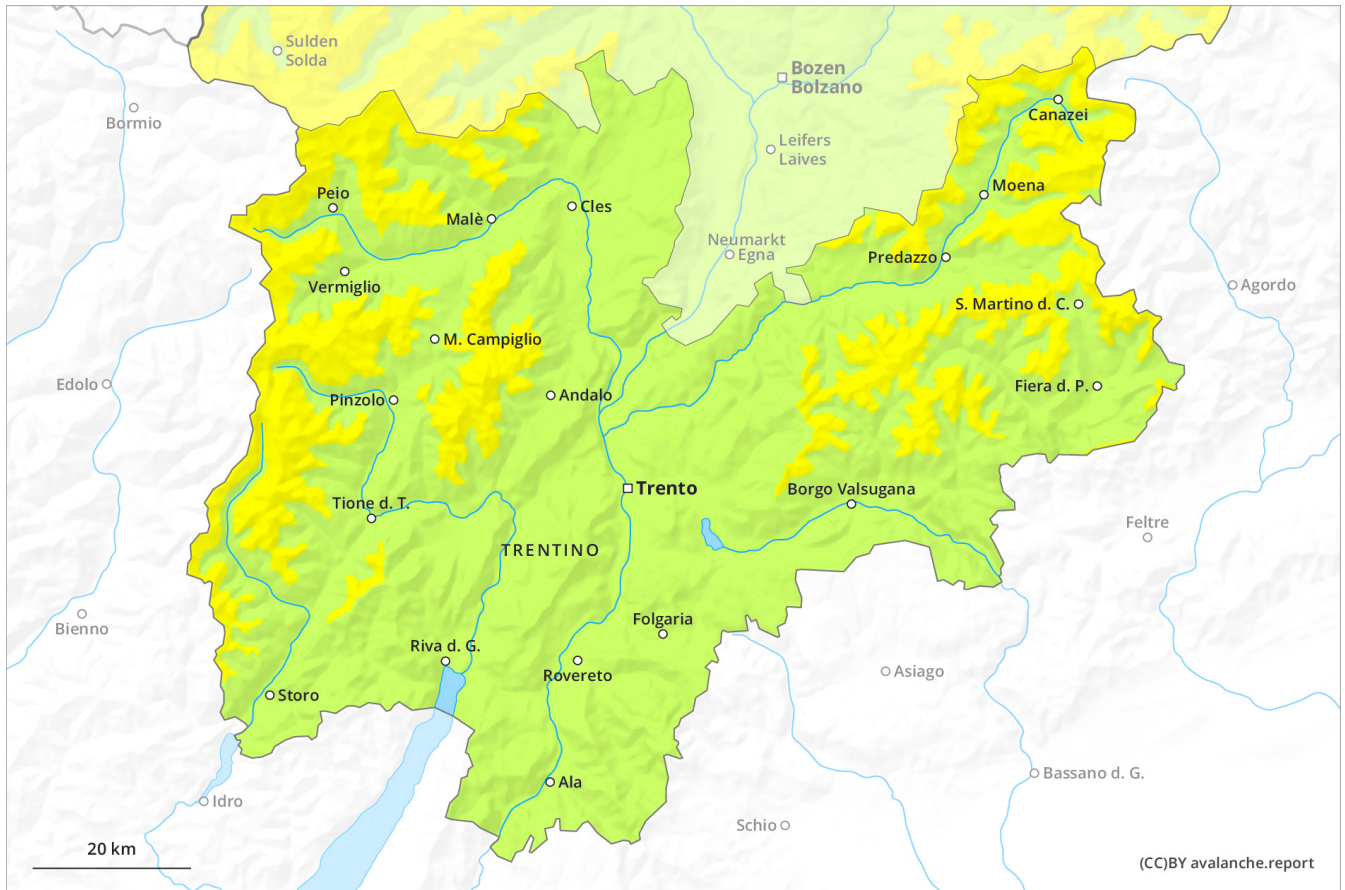 Sulden
Solda
Bozen
Bolzano
Bormio
Canazei
Leifers
Laives
Moena
Peio
Malè
Cles
Neumarkt
Egna
Predazzo
Vermiglio
Agordo
S. Martino d. C.
M. Campiglio
Edolo
Pinzolo
Andalo
Fiera d. P.
Trento
Borgo Valsugana
Tione d. T.
Feltre
TRENTINO
Bienno
Folgaria
Riva d. G.
Rovereto
Asiago
Storo
Bassano d. G.
Ala
Idro
Schio
20 km
(CC)BY avalanche.report